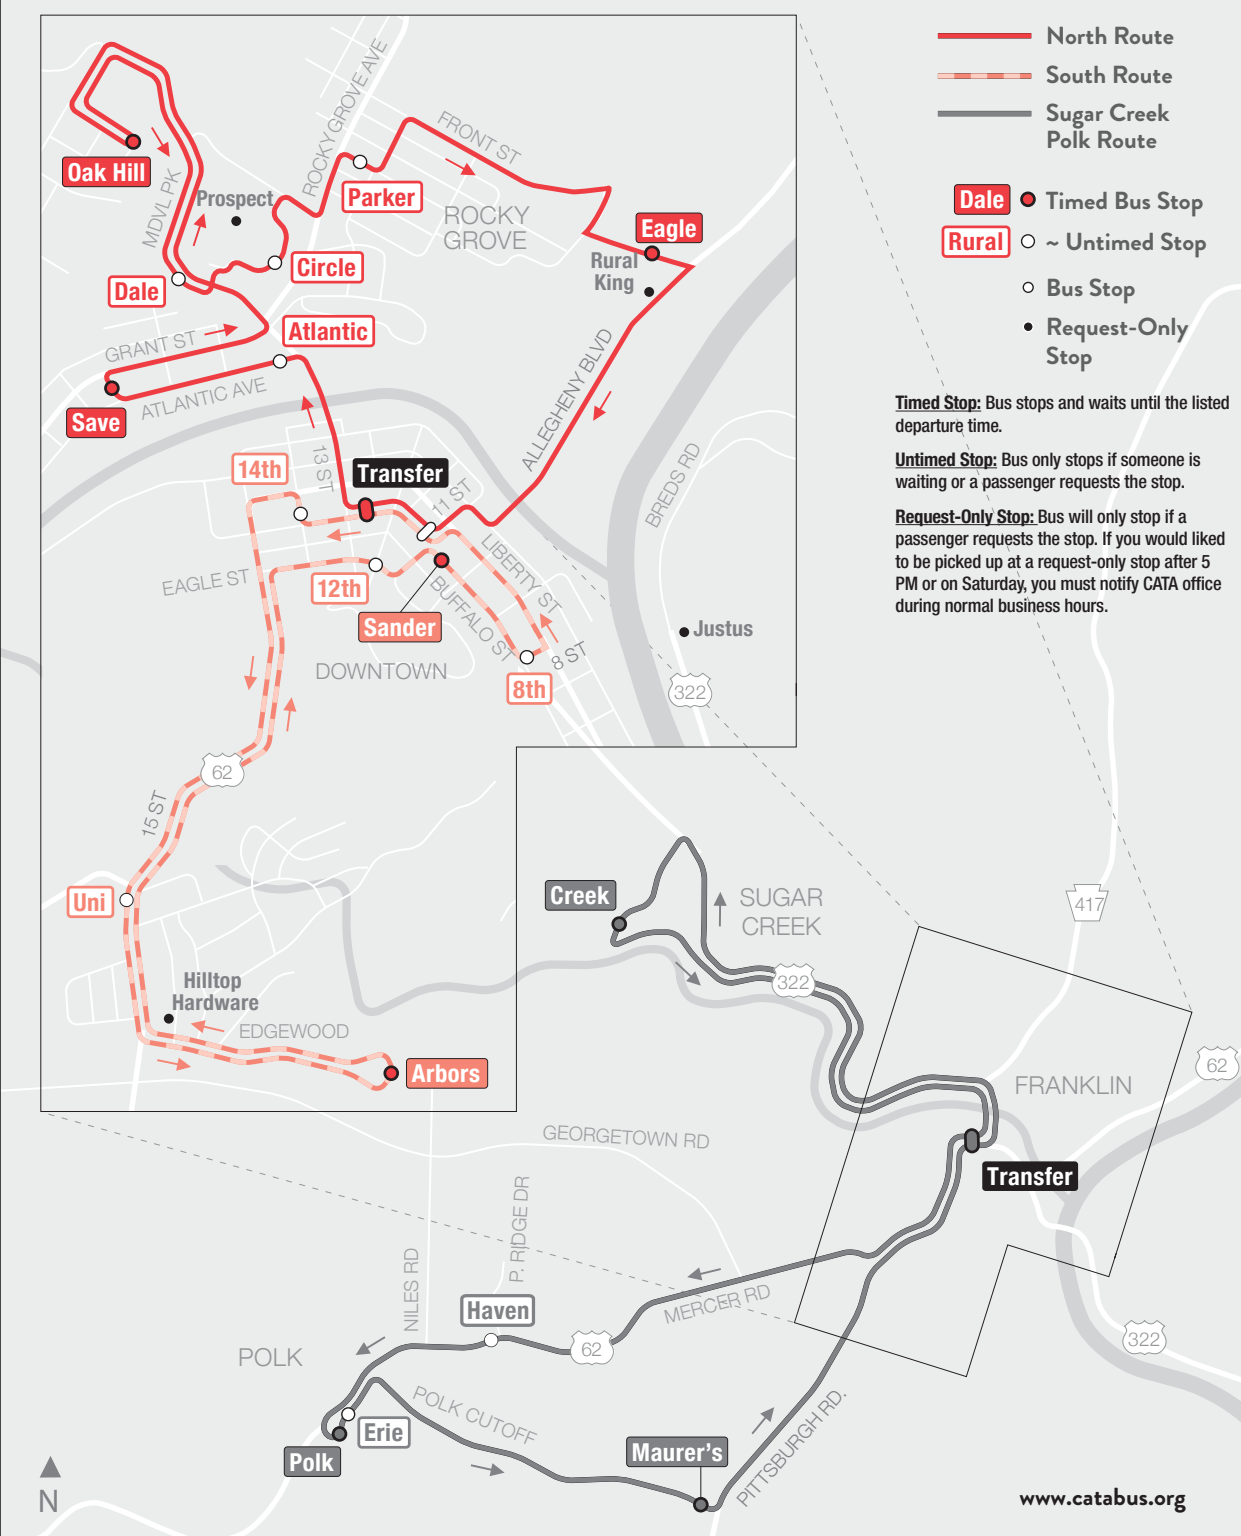 North Route
South Route
Sugar Creek
Polk Route
Dale
Timed Bus Stop
Rural
~ Untimed Stop
Bus Stop
Request-Only
Stop
Timed Stop: Bus stops and waits until the listed
departure time.
Untimed Stop: Bus only stops if someone is
waiting or a passenger requests the stop.
Request-Only Stop: Bus will only stop if a
passenger requests the stop. If you would liked
to be picked up at a request-only stop after 5
PM or on Saturday, you must notify CATA office
during normal business hours.
Oak Hill
MDVL PK
Prospect
ROCKY GROVE AVE
Parker
FRONT ST
ROCKY
GROVE
Eagle
Rural
King
Circle
Dale
Atlantic
GRANT ST
ATLANTIC AVE
Save
ALLEGHENY BLVD
BREDS RD
14th
13 ST
Transfer
11 ST
LIBERTY ST
EAGLE ST
12th
BUFFALO ST
Sander
8 ST
8th
DOWNTOWN
Justus
322
62
15 ST
Uni
Hilltop
Hardware
EDGEWOOD
Arbors
Creek
SUGAR
CREEK
322
417
62
FRANKLIN
Transfer
GEORGETOWN RD
P. RIDGE DR
NILES RD
Haven
MERCER RD
62
322
POLK
POLK CUTOFF
Erie
Polk
Maurer's
PITTSBURGH RD.
N
www.catabus.org